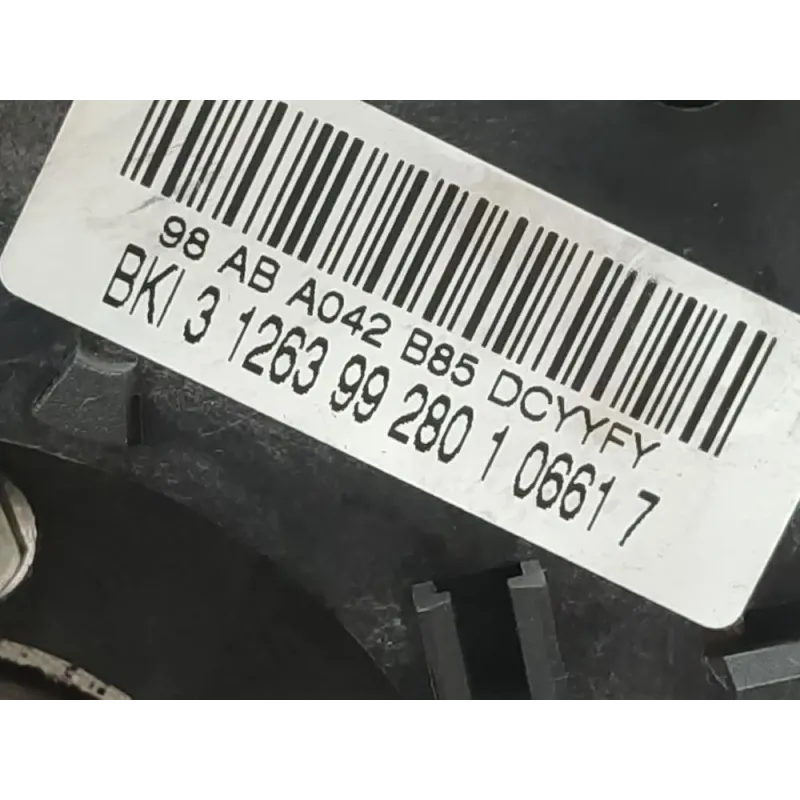 98 AB A042 B85 DCYYFY
BKI 3 1263 99 280 1 0661 7